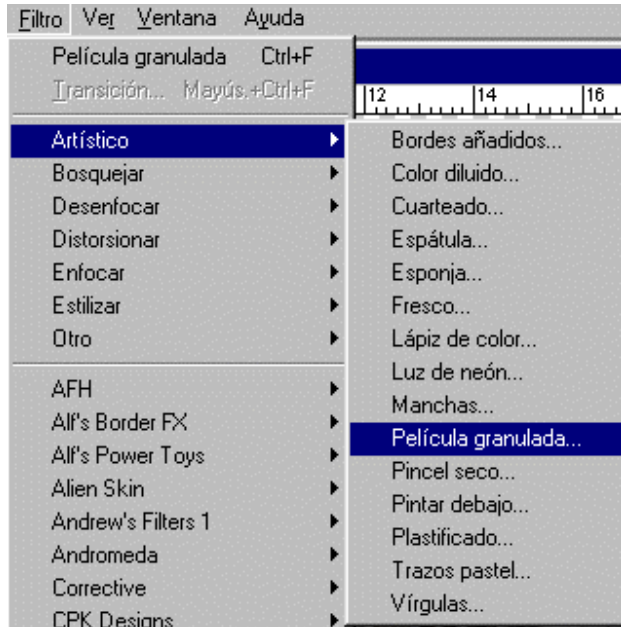 Filtro Ver Ventana Ayuda
Película granulada Ctrl+F
Transición... Mayús.+Ctrl+F
12 14 16
Artístico
Bosquejar
Desenfocar
Distorsionar
Enfocar
Estilizar
Otro
AFH
Alf's Border FX
Alf's Power Toys
Alien Skin
Andrew's Filters 1
Andromeda
Corrective
CPK Designs
Bordes añadidos...
Color diluido...
Cuarteado...
Espátula...
Esponja...
Fresco...
Lápiz de color...
Luz de neón...
Manchas...
Película granulada...
Pincel seco...
Pintar debajo...
Plastificado...
Trazos pastel...
Vírgulas...